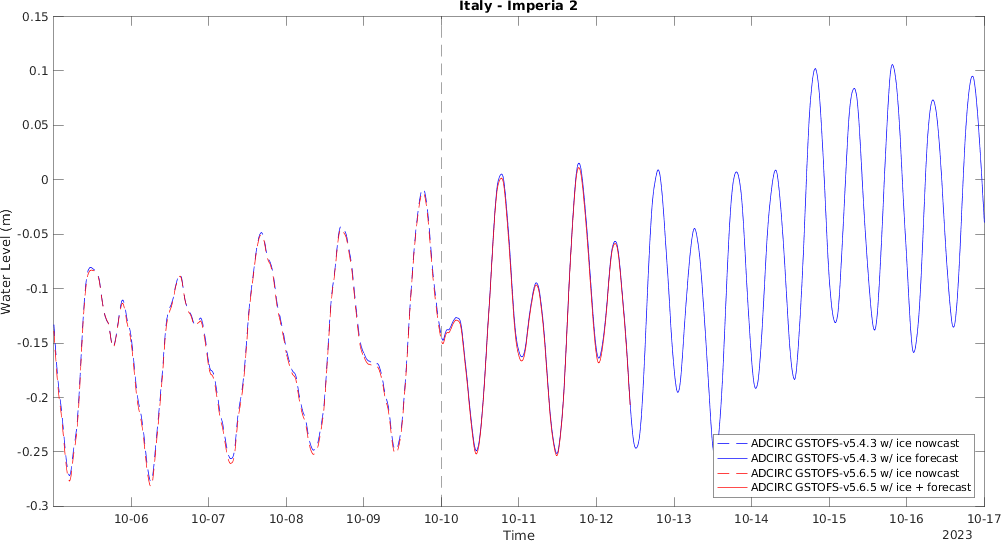 Italy - Imperia 2
0.15
0.1
0.05
0
-0.05
-0.1
-0.15
-0.2
-0.25
-0.3
Water Level (m)
10-06 10-07 10-08 10-09 10-10 10-11 10-12 10-13 10-14 10-15 10-16 10-17
Time
2023
ADCIRC GSTOFS-v5.4.3 w/ ice nowcast
ADCIRC GSTOFS-v5.4.3 w/ ice forecast
ADCIRC GSTOFS-v5.6.5 w/ ice nowcast
ADCIRC GSTOFS-v5.6.5 w/ ice + forecast